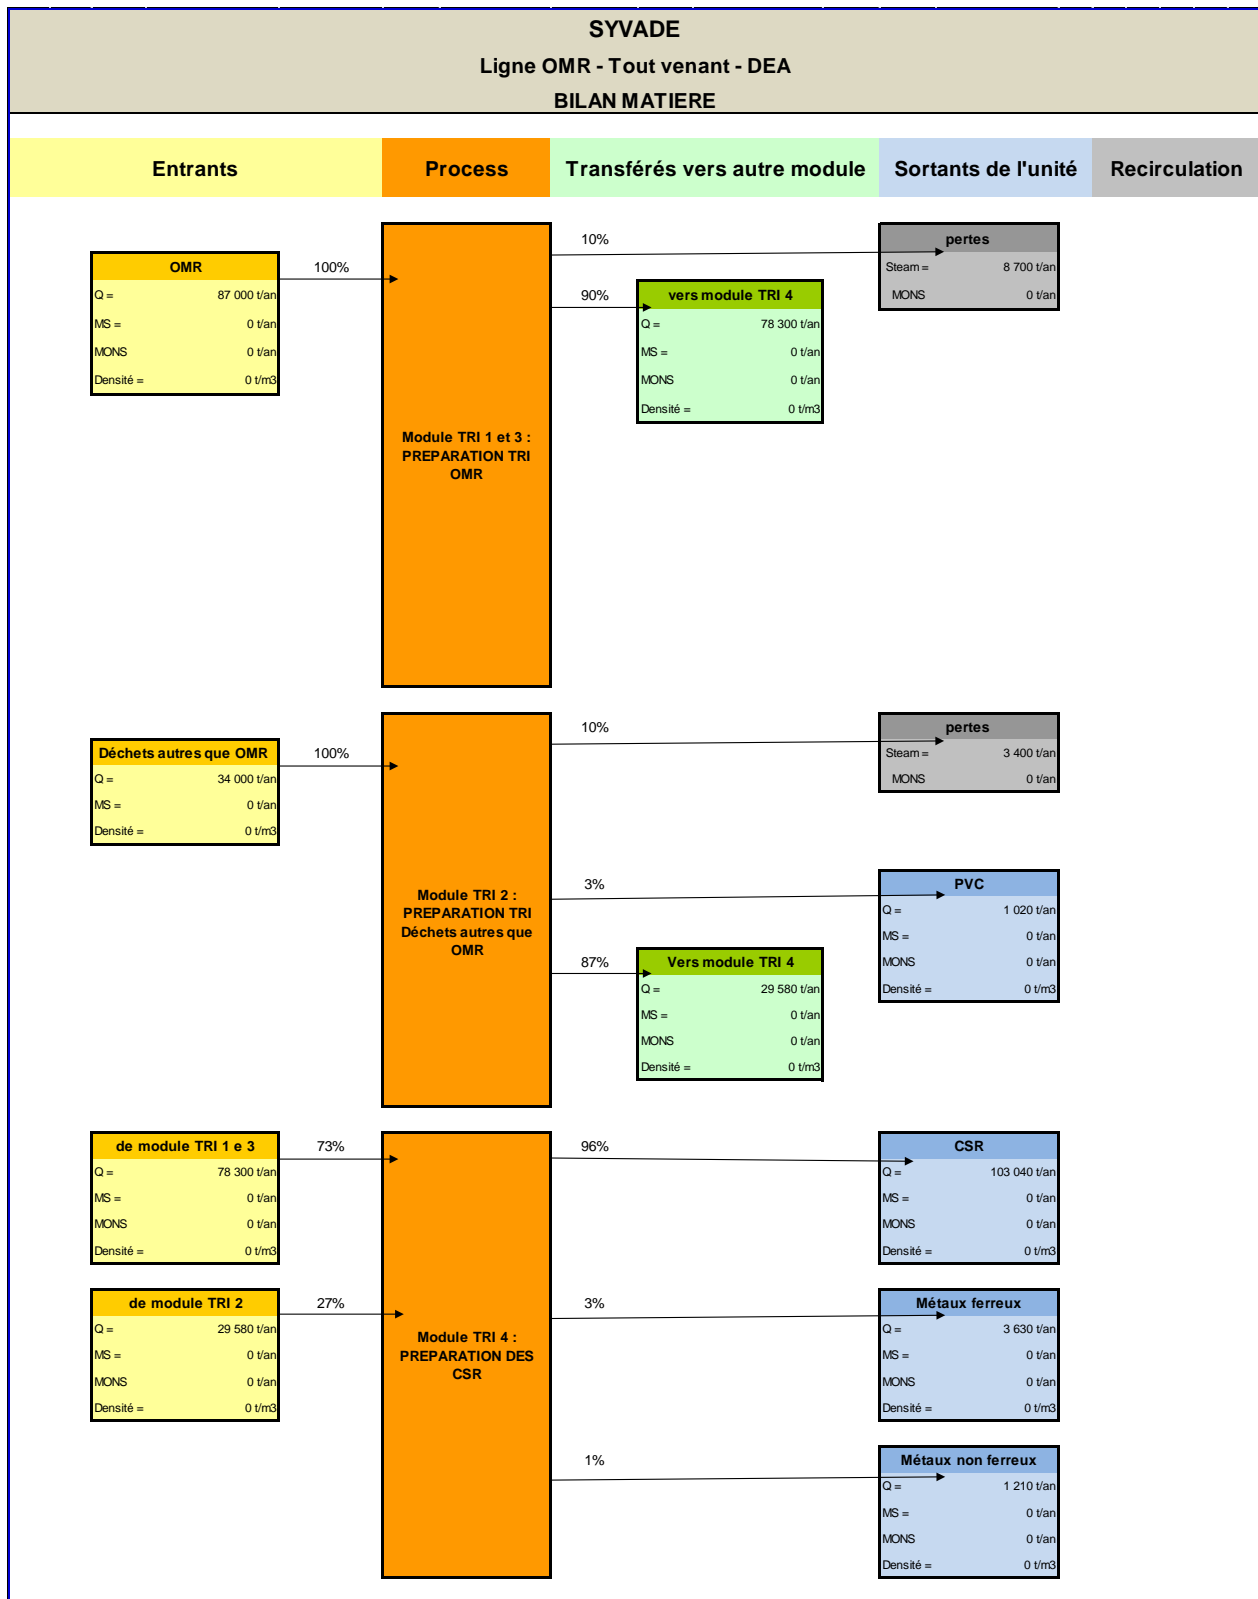 SYVADE
Ligne OMR - Tout venant - DEA
BILAN MATIERE
Entrants
Process
Transférés vers autre module
Sortants de l'unité
Recirculation
OMR
Q = 87 000 t/an
MS = 0 t/an
MONS 0 t/an
Densité = 0 t/m3
100%
Module TRI 1 et 3 :
PREPARATION TRI
OMR
10%
90%
vers module TRI 4
Q = 78 300 t/an
MS = 0 t/an
MONS 0 t/an
Densité = 0 t/m3
pertes
Steam = 8 700 t/an
MONS 0 t/an
Déchets autres que OMR
Q = 34 000 t/an
MS = 0 t/an
Densité = 0 t/m3
100%
Module TRI 2 :
PREPARATION TRI
Déchets autres que
OMR
10%
3%
87%
Vers module TRI 4
Q = 29 580 t/an
MS = 0 t/an
MONS 0 t/an
Densité = 0 t/m3
pertes
Steam = 3 400 t/an
MONS 0 t/an
PVC
Q = 1 020 t/an
MS = 0 t/an
MONS 0 t/an
Densité = 0 t/m3
de module TRI 1 e 3
Q = 78 300 t/an
MS = 0 t/an
MONS 0 t/an
Densité = 0 t/m3
73%
de module TRI 2
Q = 29 580 t/an
MS = 0 t/an
MONS 0 t/an
Densité = 0 t/m3
27%
Module TRI 4 :
PREPARATION DES
CSR
96%
3%
1%
CSR
Q = 103 040 t/an
MS = 0 t/an
MONS 0 t/an
Densité = 0 t/m3
Métaux ferreux
Q = 3 630 t/an
MS = 0 t/an
MONS 0 t/an
Densité = 0 t/m3
Métaux non ferreux
Q = 1 210 t/an
MS = 0 t/an
MONS 0 t/an
Densité = 0 t/m3